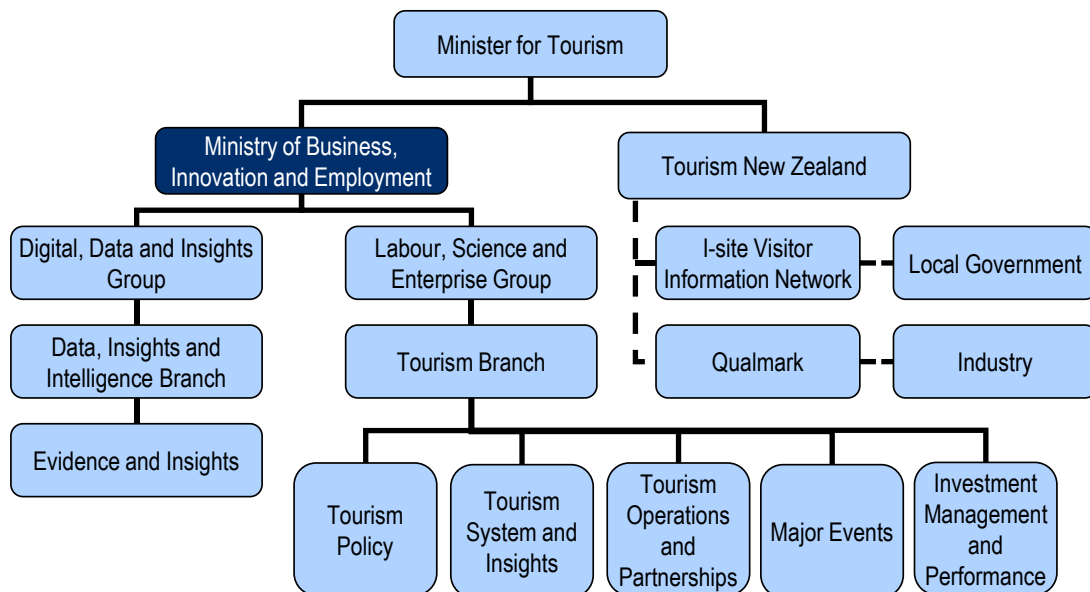 Minister for Tourism
Ministry of Business,
Innovation and Employment
Tourism New Zealand
Digital, Data and Insights
Group
Labour, Science and
Enterprise Group
I-site Visitor
Information Network
Local Government
Data, Insights and
Intelligence Branch
Tourism Branch
Qualmark
Industry
Evidence and Insights
Tourism
Policy
Tourism
System and
Insights
Tourism
Operations
and
Partnerships
Major Events
Investment
Management
and
Performance